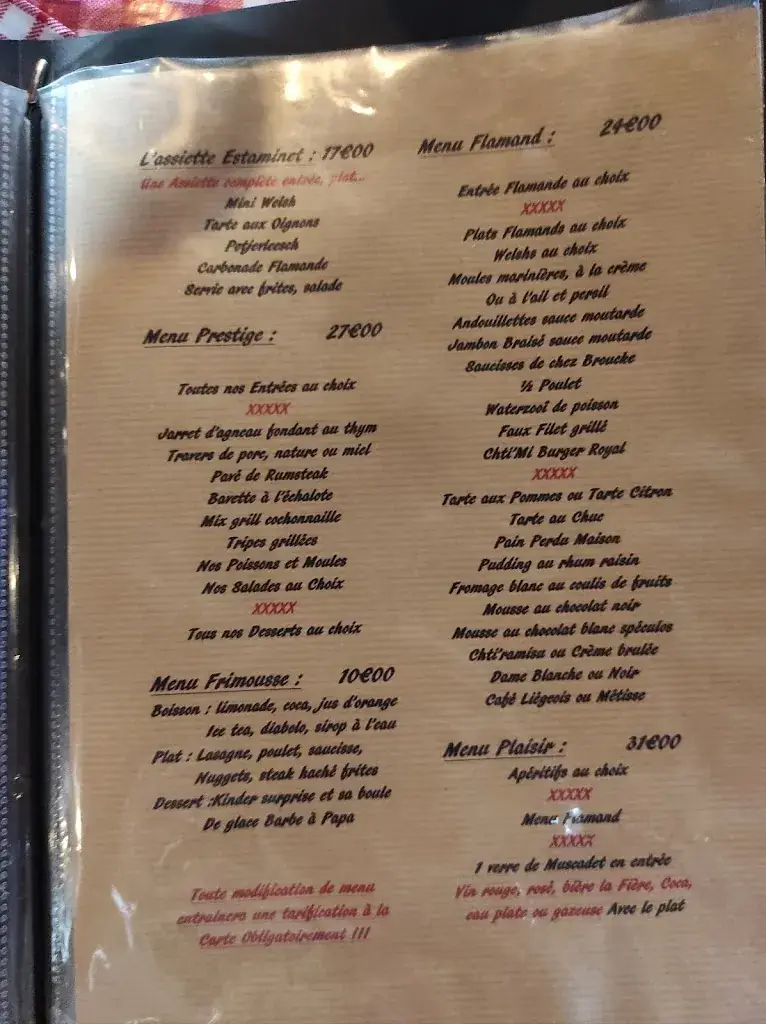 L'assiette Estaminet : 17€00
Une Assiette complète entrée, plat...
Mini Welsh
Tarte aux Oignons
Potjevleesch
Carbonade Flamande
Servie avec frites, salade
Menu Prestige : 27€00
Toutes nos Entrées au choix
XXXXX
Jarret d'agneau fondant au thym
Travers de porc, nature ou miel
Pavé de Rumsteak
Bavette à l'échalote
Mix grill cochonnaille
Tripes grillées
Nos Poissons et Moules
Nos Salades au Choix
XXXXX
Tous nos Desserts au choix
Menu Frimousse : 10€00
Boisson : limonade, coca, jus d'orange
Ice tea, diabolo, sirop à l'eau
Plat : Lasagne, poulet, saucisse,
Nuggets, steak haché frites
Dessert :Kinder surprise et sa boule
De glace Barbe à Papa
Toute modification de menu
entrainera une tarification à la
Carte Obligatoirement !!!
Menu Flamand : 24€00
Entrée Flamande au choix
XXXXX
Plats Flamands au choix
Welshs au choix
Moules marinières, à la crème
Ou à l'ail et persil
Andouillettes sauce moutarde
Jambon Braisé sauce moutarde
Saucisses de chez Broucke
½ Poulet
Waterzooï de poisson
Faux Filet grillé
Chti'Mi Burger Royal
XXXXX
Tarte aux Pommes ou Tarte Citron
Tarte au Chuc
Pain Perdu Maison
Pudding au rhum raisin
Fromage blanc au coulis de fruits
Mousse au chocolat noir
Mousse au chocolat blanc spéculos
Chti'ramisu ou Crème brulée
Dame Blanche ou Noir
Café Liégeois ou Métisse
Menu Plaisir : 31€00
Apéritifs au choix
XXXXX
Menu Flamand
XXXXX
1 verre de Muscadet en entrée
Vin rouge, rosé, bière la Fière, Coca,
eau plate ou gazeuse Avec le plat